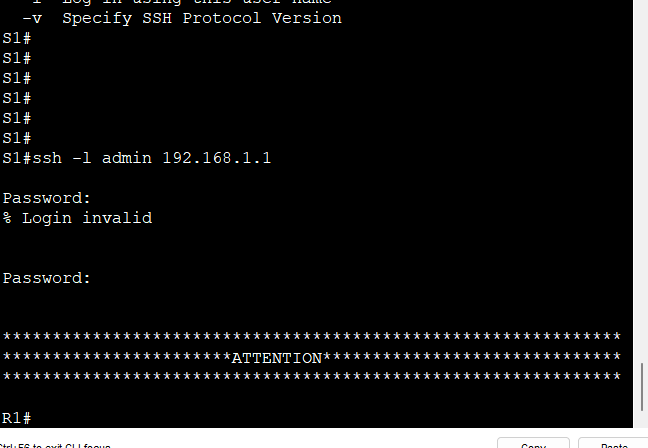 -l  Log in using this user name
-v  Specify SSH Protocol Version
S1#
S1#
S1#
S1#
S1#
S1#
S1#ssh -l admin 192.168.1.1
Password:
% Login invalid
Password:
**************************************************************
***********************ATTENTION******************************
**************************************************************
R1#
Ctrl+F6 to exit CLI focus
Copy
Paste